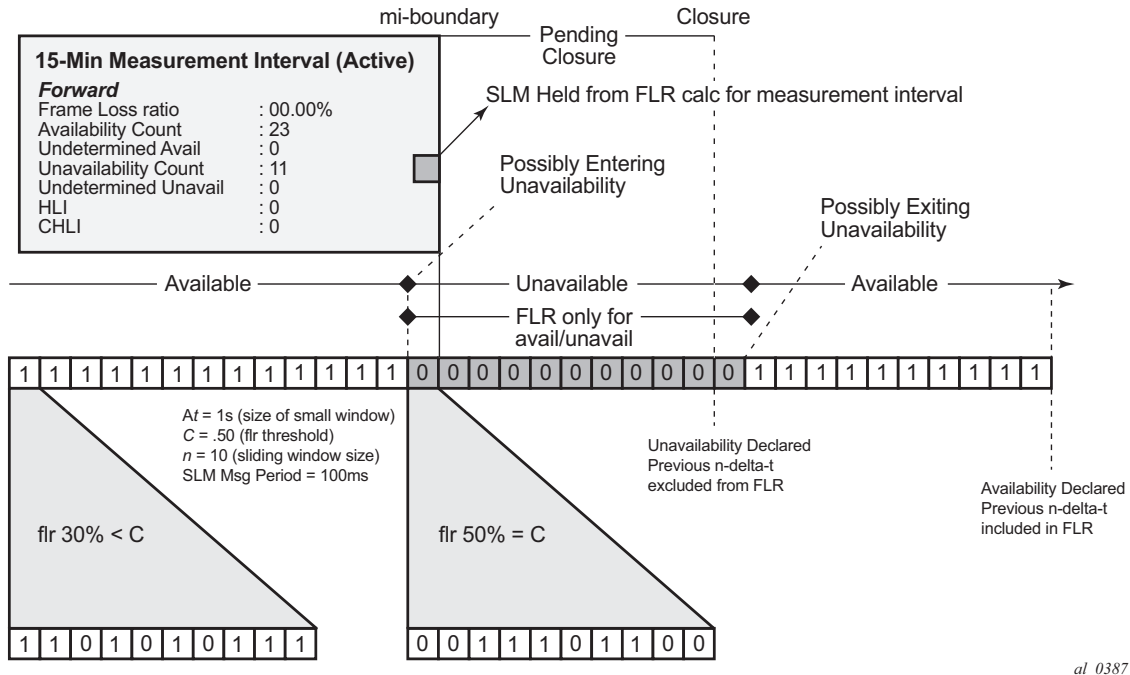 mi-boundary
Closure
Pending
Closure
15-Min Measurement Interval (Active)
Forward
Frame Loss ratio : 00.00%
Availability Count : 23
Undetermined Avail : 0
Unavailability Count : 11
Undetermined Unavail : 0
HLI : 0
CHLI : 0
SLM Held from FLR calc for measurement interval
Possibly Entering
Unavailability
Possibly Exiting
Unavailability
Available
Unavailable
Available
FLR only for
avail/unavail
1 1 1 1 1 1 1 1 1 1 1 1 1 0 0 0 0 0 0 0 0 0 0 0 1 1 1 1 1 1 1 1 1 1
At = 1s (size of small window)
C = .50 (flr threshold)
n = 10 (sliding window size)
SLM Msg Period = 100ms
Unavailability Declared
Previous n-delta-t
excluded from FLR
Availability Declared
Previous n-delta-t
included in FLR
flr 30% < C
flr 50% = C
1 1 0 1 0 1 0 1 1 1
0 0 1 1 1 0 1 1 0 0
al_0387